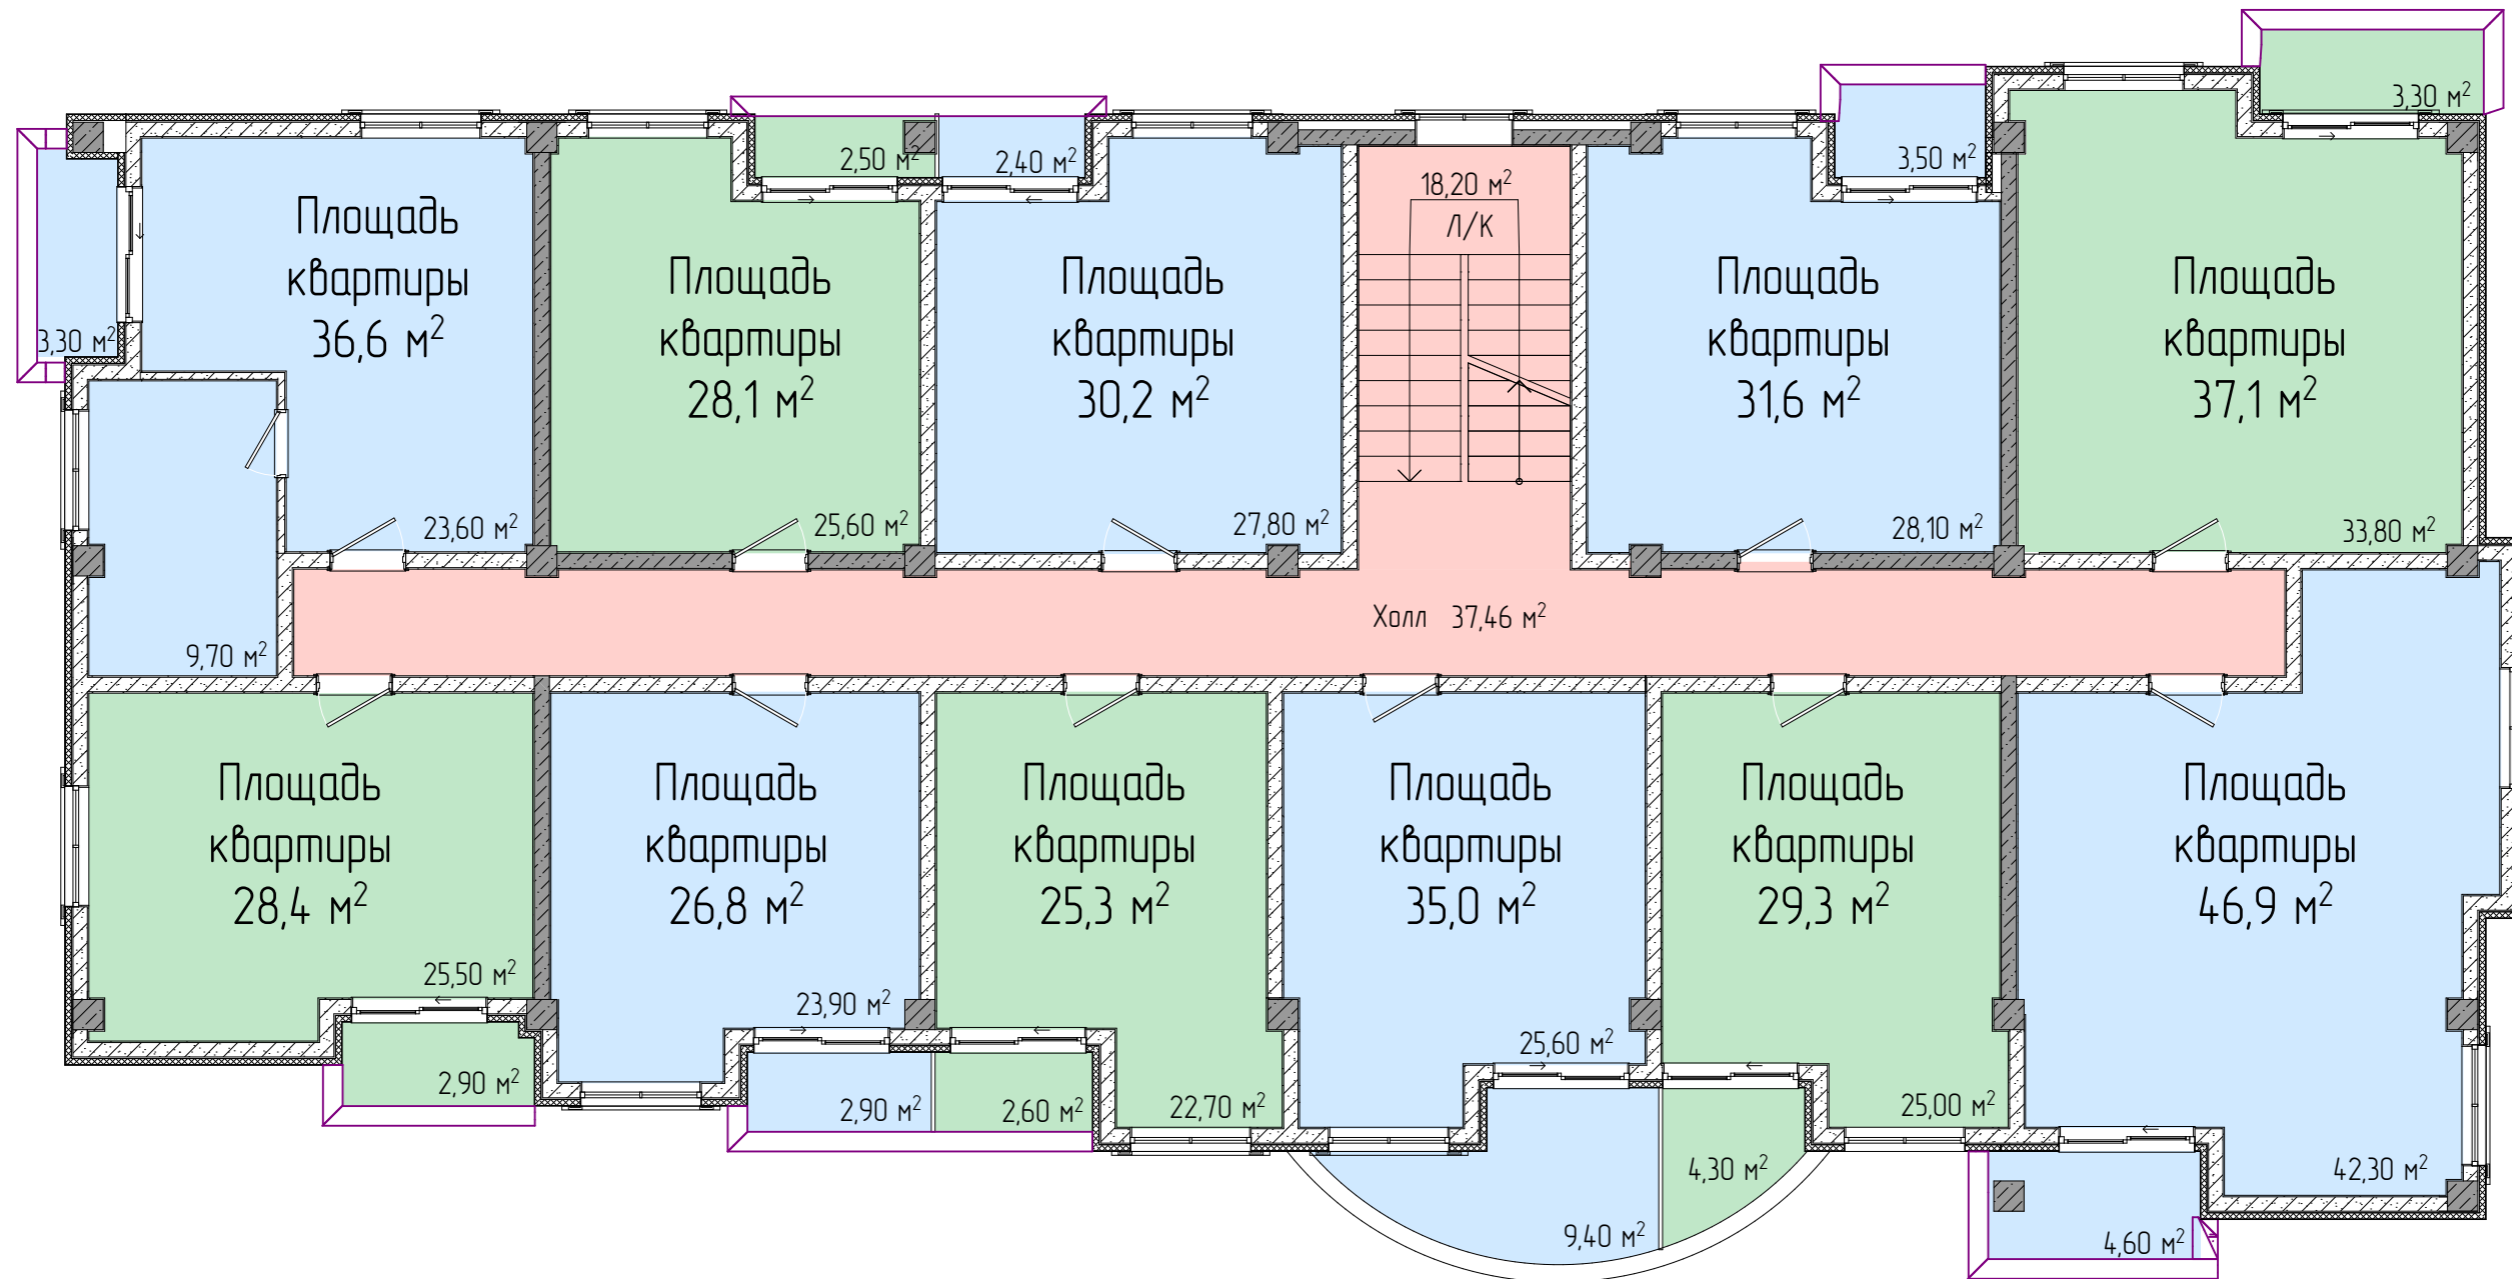 3,30 м²
2,50 м²
2,40 м²
3,50 м²
18,20 м²
Л/К
Площадь
квартиры
36,6 м²
3,30 м²
23,60 м²
9,70 м²
Площадь
квартиры
28,1 м²
25,60 м²
Площадь
квартиры
30,2 м²
27,80 м²
Площадь
квартиры
31,6 м²
28,10 м²
Площадь
квартиры
37,1 м²
33,80 м²
Холл 37,46 м²
Площадь
квартиры
28,4 м²
25,50 м²
2,90 м²
Площадь
квартиры
26,8 м²
23,90 м²
2,90 м²
Площадь
квартиры
25,3 м²
22,70 м²
2,60 м²
Площадь
квартиры
35,0 м²
25,60 м²
9,40 м²
Площадь
квартиры
29,3 м²
25,00 м²
4,30 м²
Площадь
квартиры
46,9 м²
42,30 м²
4,60 м²